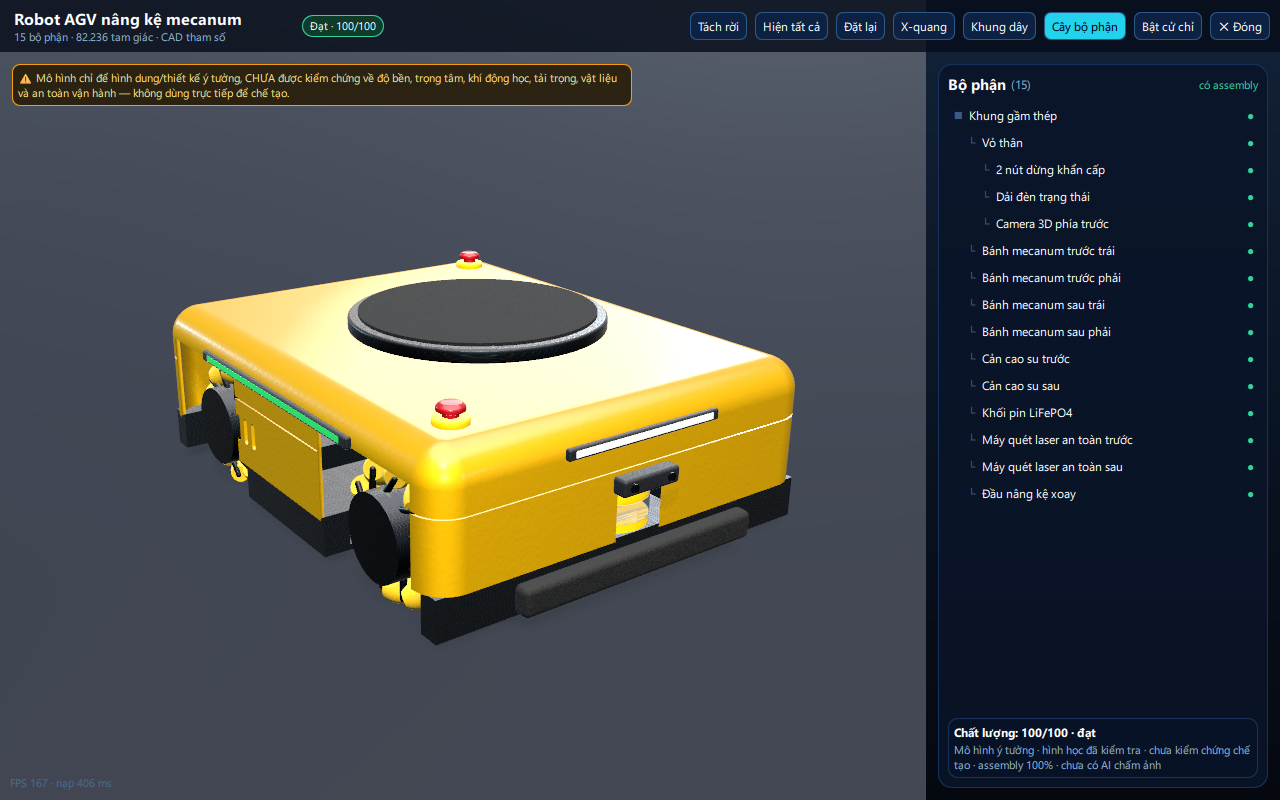 Robot AGV nâng kệ mecanum
15 bộ phận · 82.236 tam giác · CAD tham số
Đạt · 100/100
Tách rời
Hiện tất cả
Đặt lại
X-quang
Khung dây
Cây bộ phận
Bật cử chỉ
✕ Đóng
⚠ Mô hình chỉ để hình dung/thiết kế ý tưởng, CHƯA được kiểm chứng về độ bền, trọng tâm, khí động học, tải trọng, vật liệu
và an toàn vận hành — không dùng trực tiếp để chế tạo.
Bộ phận (15)
có assembly
Khung gầm thép
Vỏ thân
2 nút dừng khẩn cấp
Dải đèn trạng thái
Camera 3D phía trước
Bánh mecanum trước trái
Bánh mecanum trước phải
Bánh mecanum sau trái
Bánh mecanum sau phải
Cản cao su trước
Cản cao su sau
Khối pin LiFePO4
Máy quét laser an toàn trước
Máy quét laser an toàn sau
Đầu nâng kệ xoay
Chất lượng: 100/100 · đạt
Mô hình ý tưởng · hình học đã kiểm tra · chưa kiểm chứng chế
tạo · assembly 100% · chưa có AI chấm ảnh
FPS 167 · nạp 406 ms